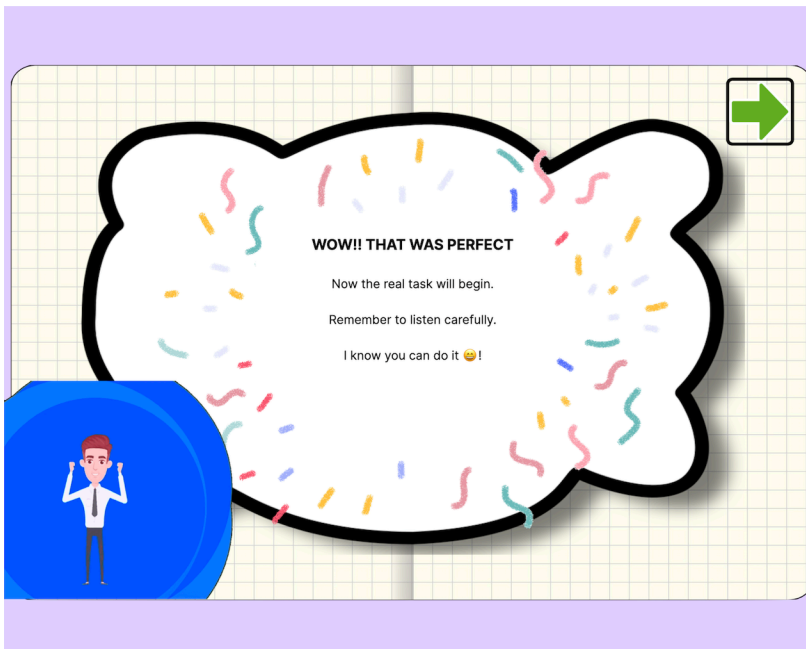 WOW!! THAT WAS PERFECT
Now the real task will begin.
Remember to listen carefully.
I know you can do it 😄!